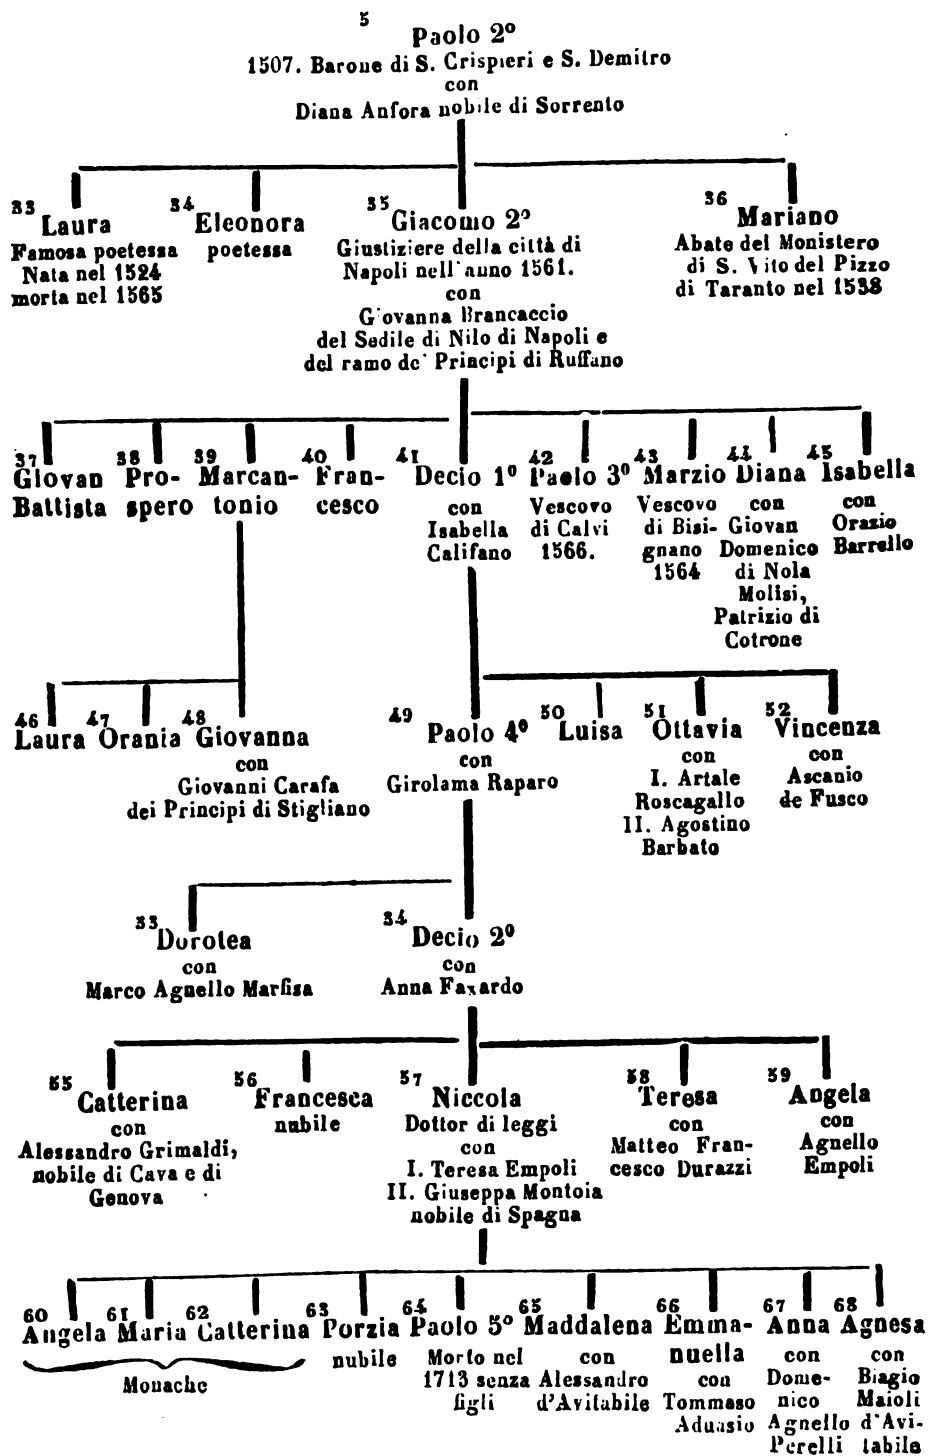 5
Paolo 2º
1507. Barone di S. Crispieri e S. Demitro
con
Diana Anfora nobile di Sorrento
33
Laura
Famosa poetessa
Nata nel 1524
morta nel 1565
34
Eleonora
poetessa
35
Giacomo 2º
Giustiziere della città di
Napoli nell'anno 1561.
con
Giovanna Brancaccio
del Sedile di Nilo di Napoli e
del ramo de' Principi di Ruffano
36
Mariano
Abate del Monistero
di S. Vito del Pizzo
di Taranto nel 1538
37
Giovan
Battista
38
Pro-
spero
39
Marcan-
tonio
40
Fran-
cesco
41
Decio 1º
con
Isabella
Califano
42
Paolo 3º
Vescovo
di Calvi
1566.
43
Marzio
Vescovo
di Bisi-
gnano
1564
44
Diana
con
Giovan
Domenico
di Nola
Molisi,
Patrizio di
Cotrone
45
Isabella
con
Orazio
Barrello
46
Laura
47
Orania
48
Giovanna
con
Giovanni Carafa
dei Principi di Stigliano
49
Paolo 4º
con
Girolama Raparo
50
Luisa
51
Ottavia
con
I. Artale
Roscagallo
II. Agostino
Barbato
52
Vincenza
con
Ascanio
de Fusco
53
Dorotea
con
Marco Agnello Marfisa
54
Decio 2º
con
Anna Faxardo
55
Catterina
con
Alessandro Grimaldi,
nobile di Cava e di
Genova
56
Francesca
nubile
57
Niccola
Dottor di leggi
con
I. Teresa Empoli
II. Giuseppa Montoia
nobile di Spagna
58
Teresa
con
Matteo Fran-
cesco Durazzi
59
Angela
con
Agnello
Empoli
60
Angela
61
Maria
62
Catterina
Monache
63
Porzia
nubile
64
Paolo 5º
Morto nel
1713 senza
figli
65
Maddalena
con
Alessandro
d'Avitabile
66
Emma-
nuella
con
Tommaso
Aduasio
67
Anna
con
Dome-
nico
Agnello
Perelli
68
Agnesa
con
Biagio
Maioli
d'Avi-
tabile